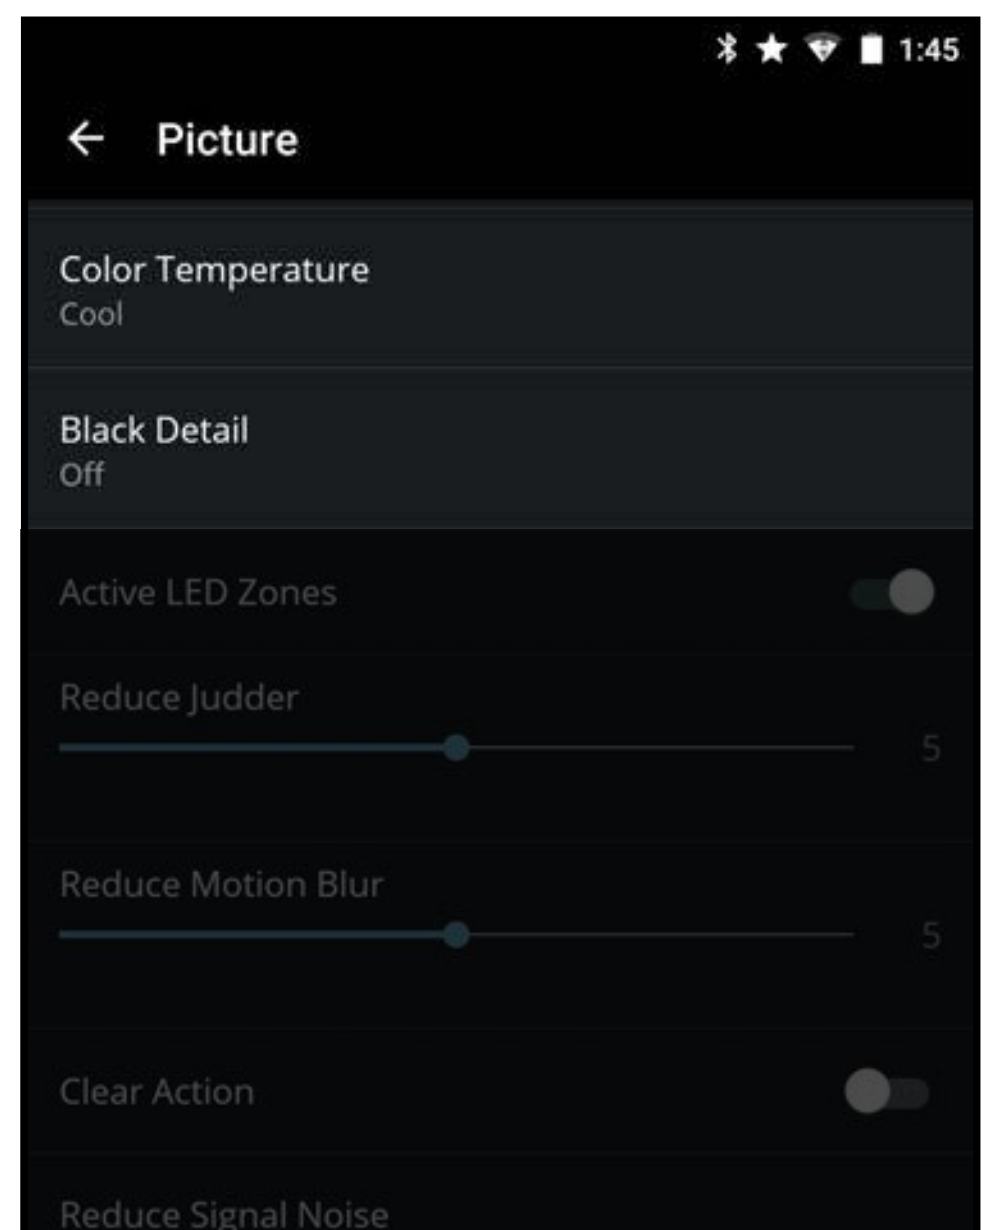 1:45
Picture
Color Temperature
Cool
Black Detail
Off
Active LED Zones
Reduce Judder
5
Reduce Motion Blur
5
Clear Action
Reduce Signal Noise